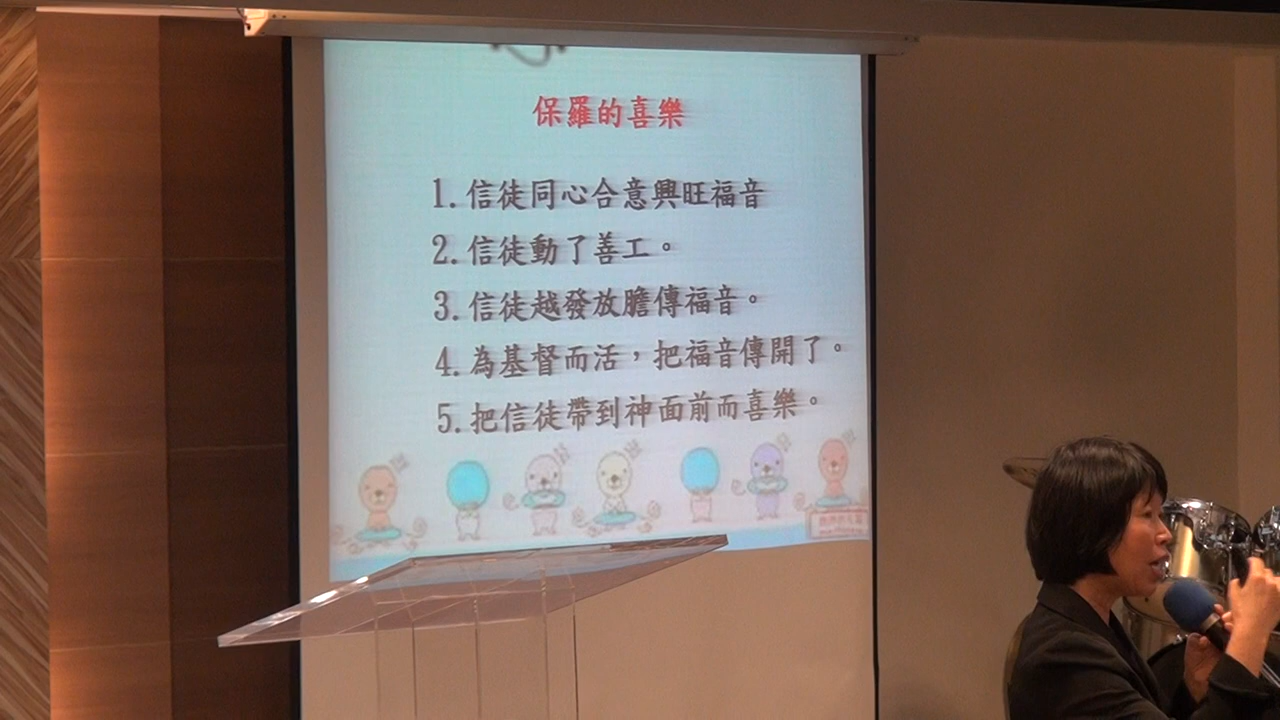 保羅的喜樂
1.信徒同心合意興旺福音
2.信徒動了善工。
3.信徒越發放膽傳福音。
4.為基督而活，把福音傳開了。
5.把信徒帶到神面前而喜樂。